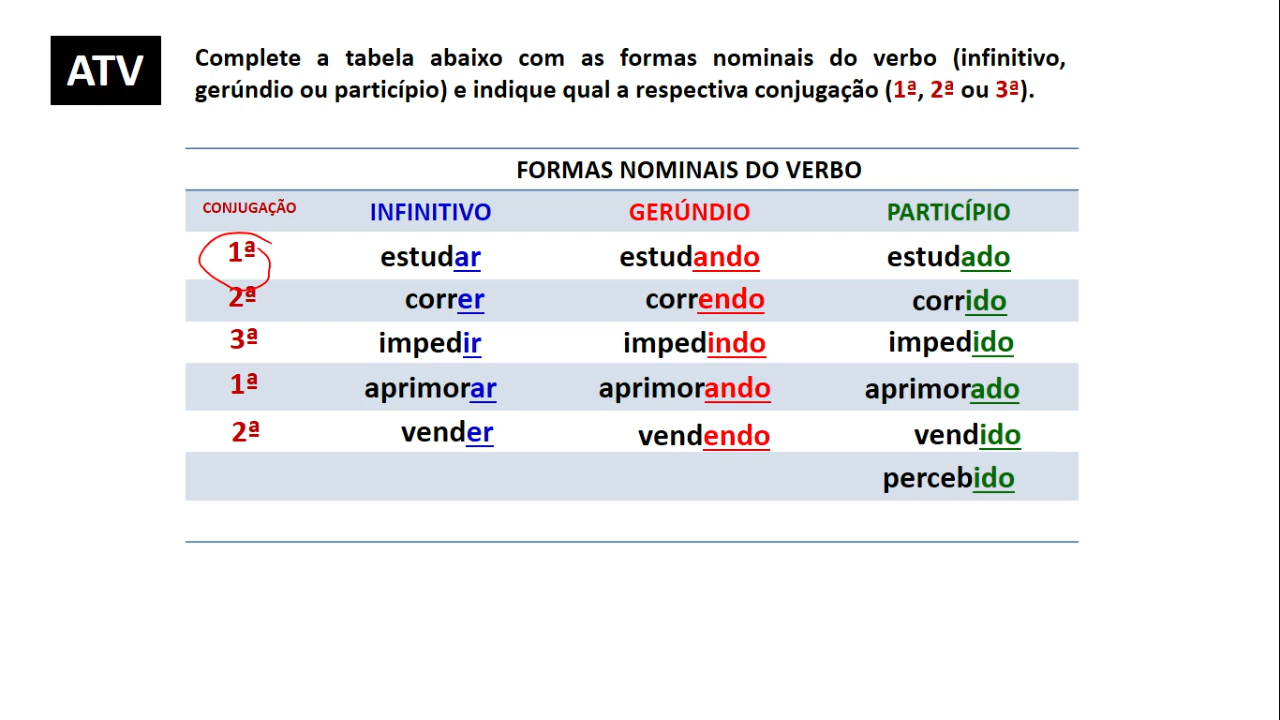 ATV
Complete a tabela abaixo com as formas nominais do verbo (infinitivo,
gerúndio ou particípio) e indique qual a respectiva conjugação (1ª, 2ª ou 3ª).
FORMAS NOMINAIS DO VERBO
CONJUGAÇÃO INFINITIVO GERÚNDIO PARTICÍPIO
1ª estudar estudando estudado
2ª correr correndo corrido
3ª impedir impedindo impedido
1ª aprimorar aprimorando aprimorado
2ª vender vendendo vendido
percebido